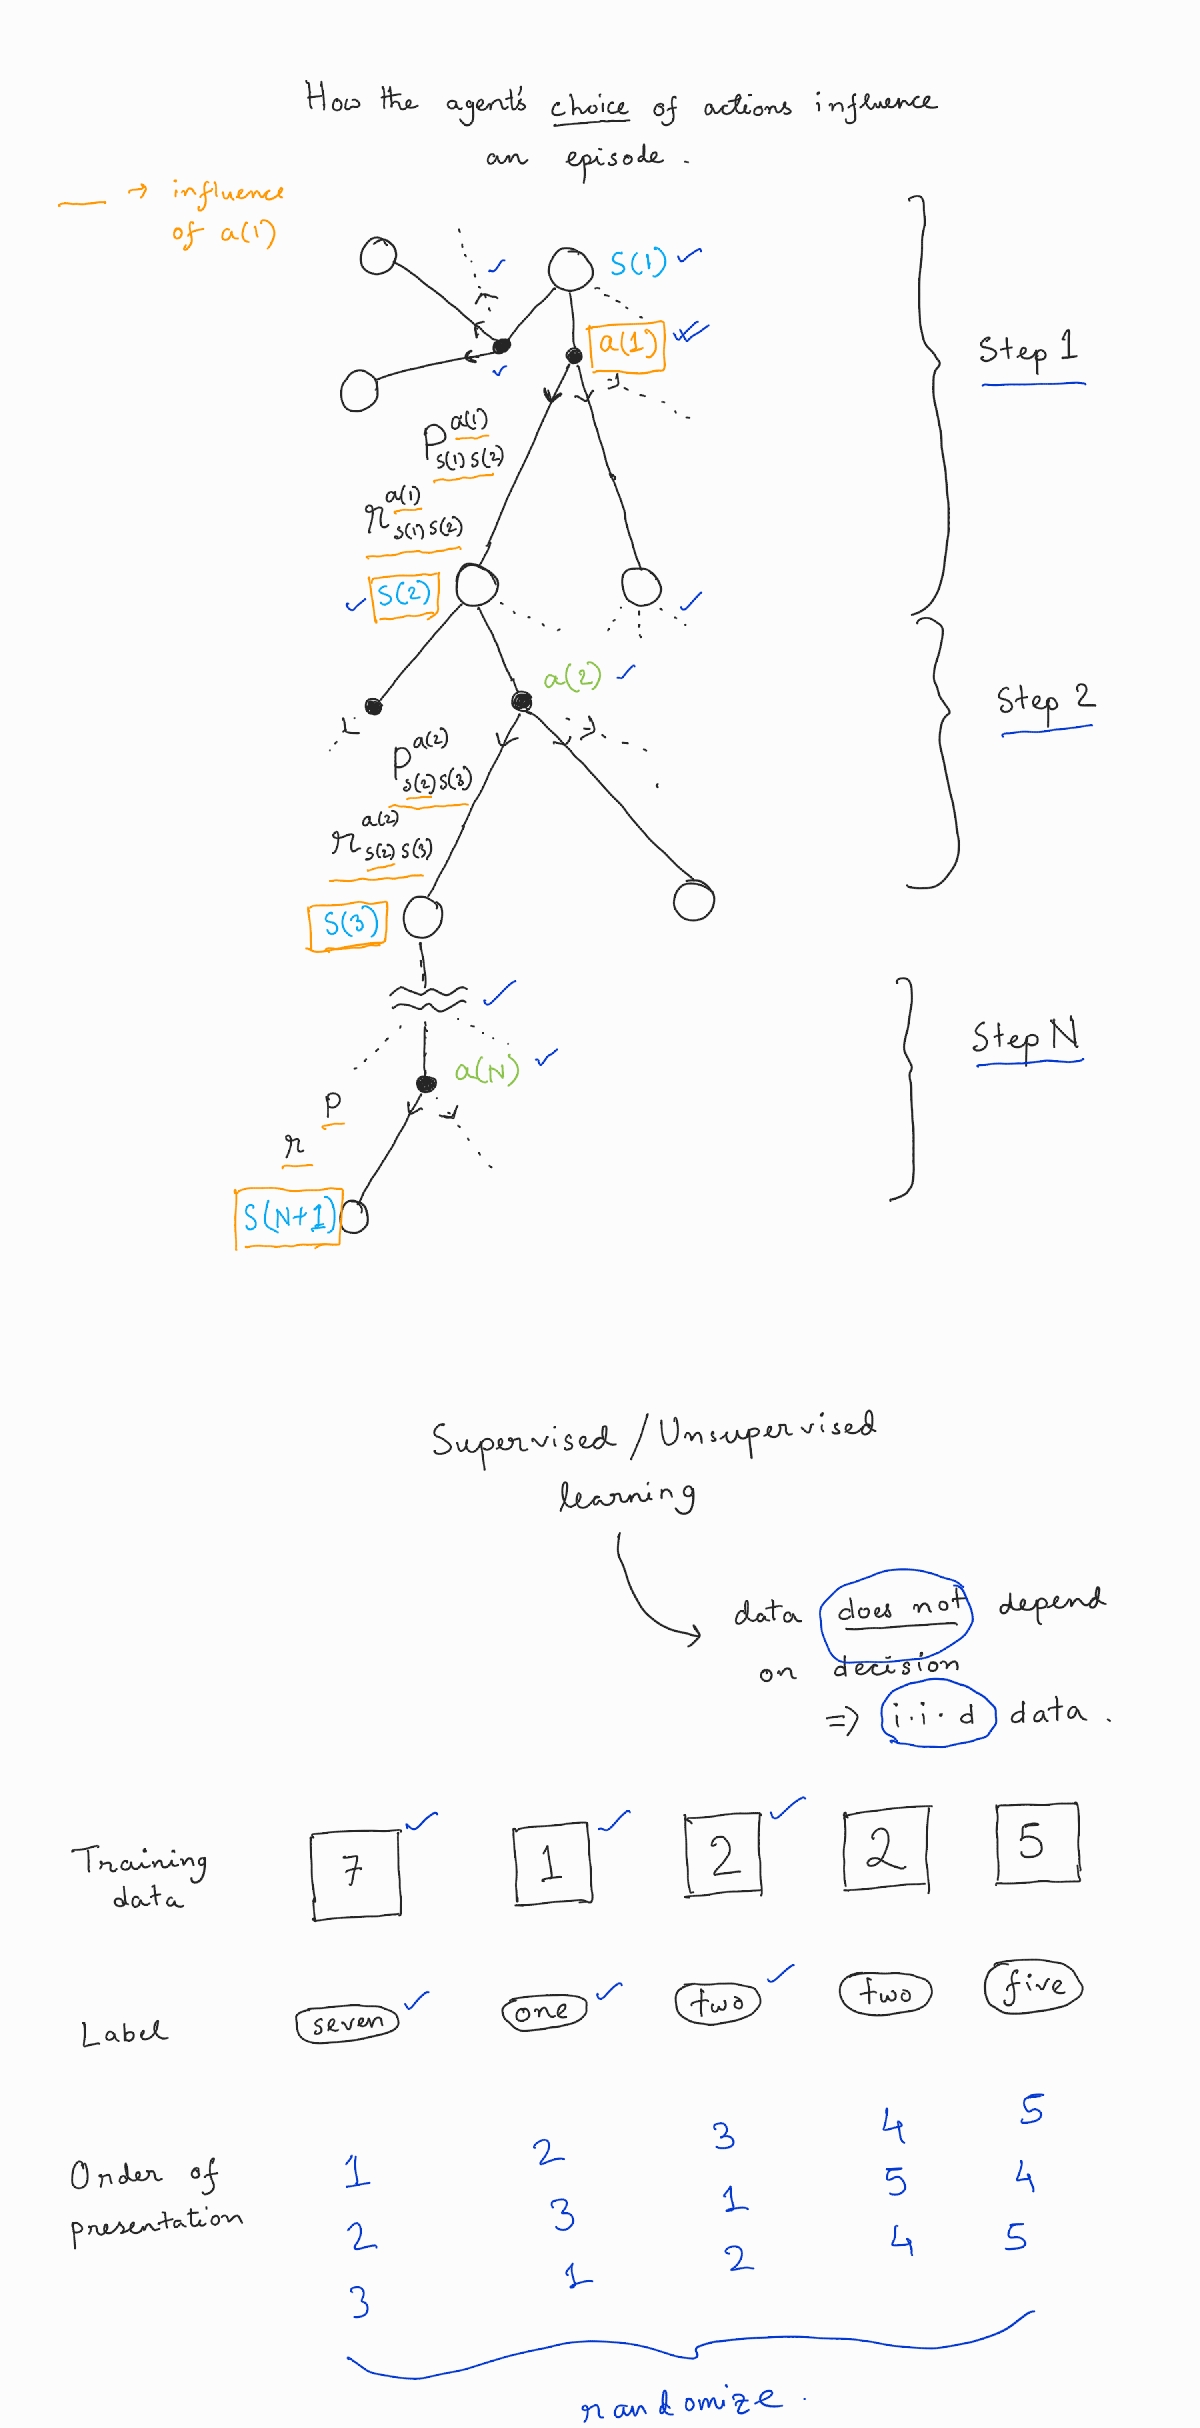 How the agent's choice of actions influence
an episode.
→ influence
of a(1)
S(1)
a(1)
Step 1
P^{a(1)}_{s(1)s(2)}
r^{a(1)}_{s(1)s(2)}
S(2)
a(2)
Step 2
P^{a(2)}_{s(2)s(3)}
r^{a(2)}_{s(2)s(3)}
S(3)
Step N
a(N)
P
r
S(N+1)
Supervised / Unsupervised
learning
data does not depend
on decision
=> i.i.d data.
Training 7 1 2 2 5
data
Label seven one two two five
Order of 1 2 3 4 5
presentation 2 3 1 5 4
3 1 2 4 5
randomize.